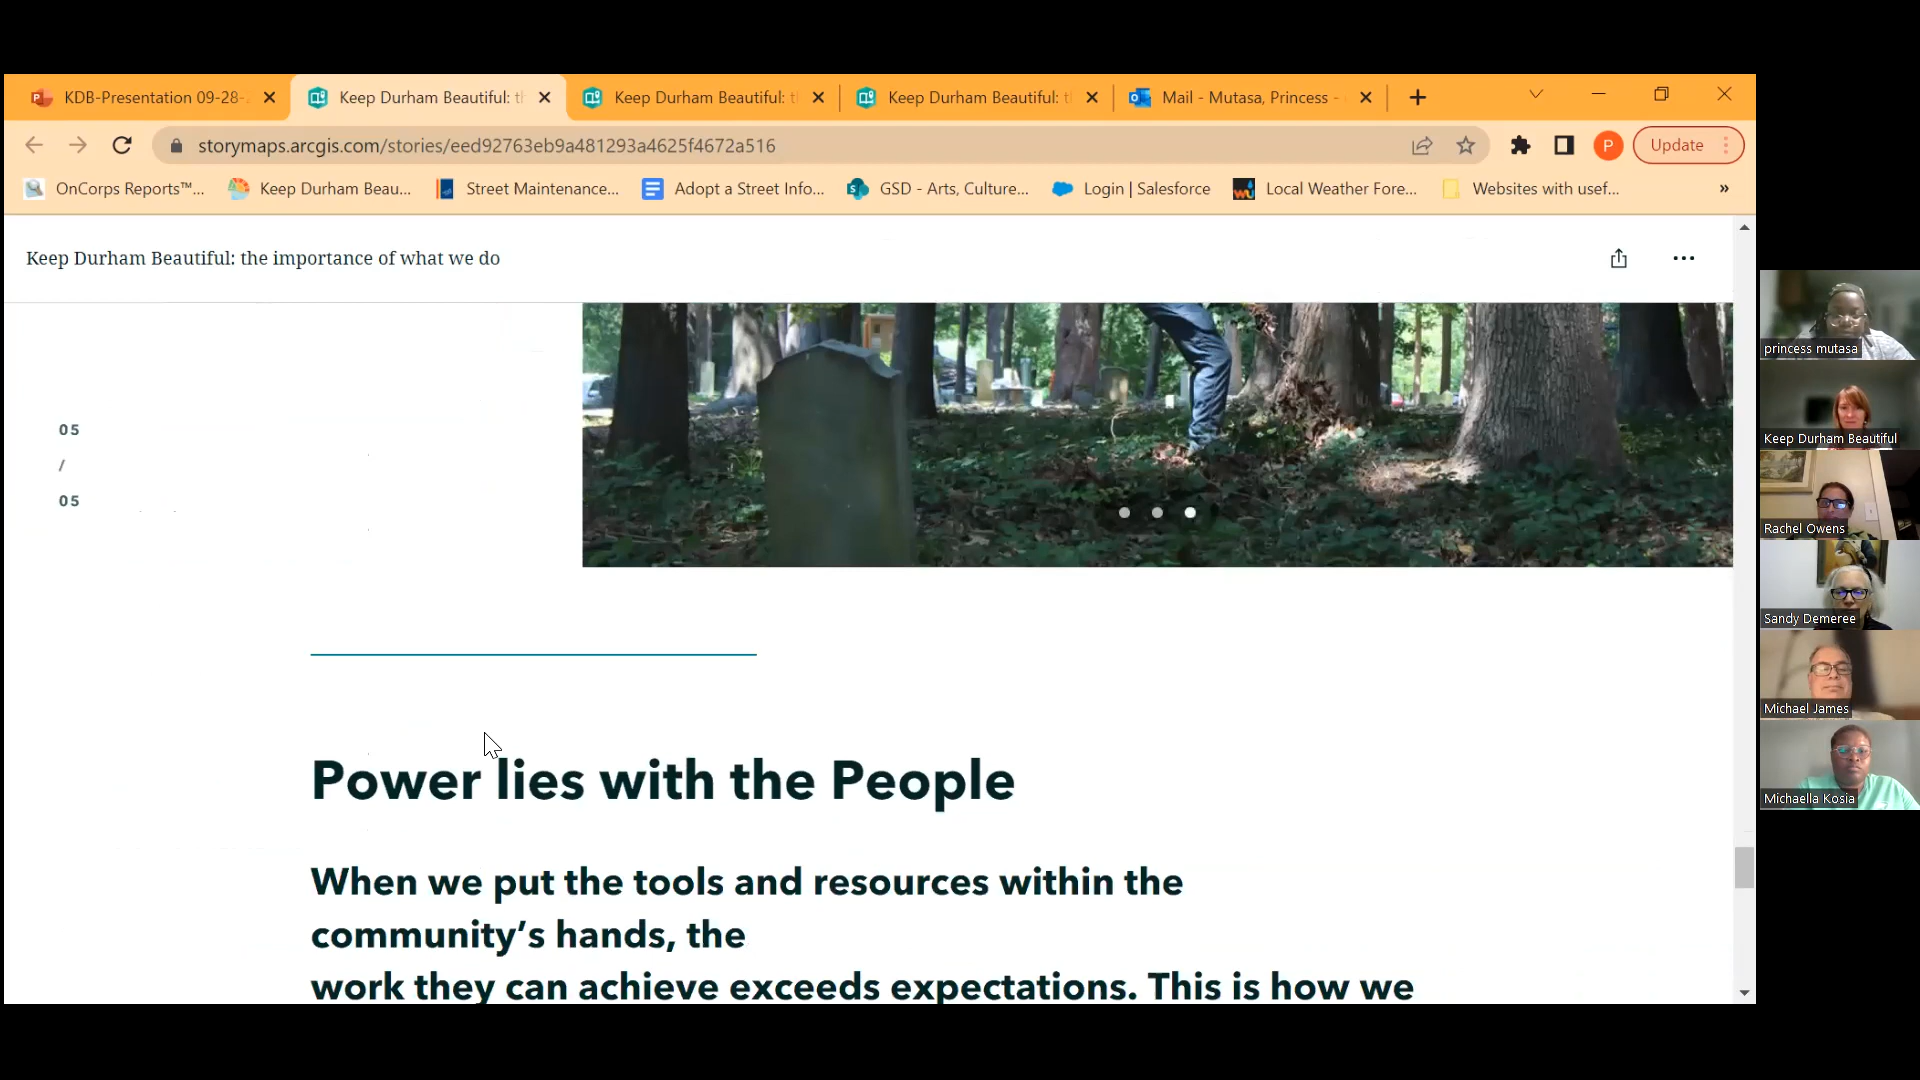 KDB-Presentation 09-28-
Keep Durham Beautiful: t
Keep Durham Beautiful: t
Keep Durham Beautiful: t
Mail - Mutasa, Princess -
storymaps.arcgis.com/stories/eed92763eb9a481293a4625f4672a516
P
Update
OnCorps Reports™...
Keep Durham Beau...
Street Maintenance...
Adopt a Street Info...
GSD - Arts, Culture...
Login | Salesforce
Local Weather Fore...
Websites with usef...
»
Keep Durham Beautiful: the importance of what we do
05
/
05
Power lies with the People
When we put the tools and resources within the
community’s hands, the
work they can achieve exceeds expectations. This is how we
princess mutasa
Keep Durham Beautiful
Rachel Owens
Sandy Demeree
Michael James
Michaella Kosia